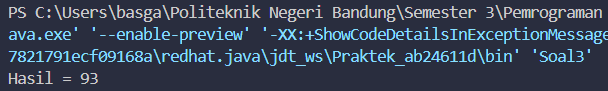 PS C:\Users\basga\Politeknik Negeri Bandung\Semester 3\Pemrograman
ava.exe' '--enable-preview' '-XX:+ShowCodeDetailsInExceptionMessage
7821791ecf09168a\redhat.java\jdt_ws\Praktek_ab24611d\bin' 'Soal3'
Hasil = 93